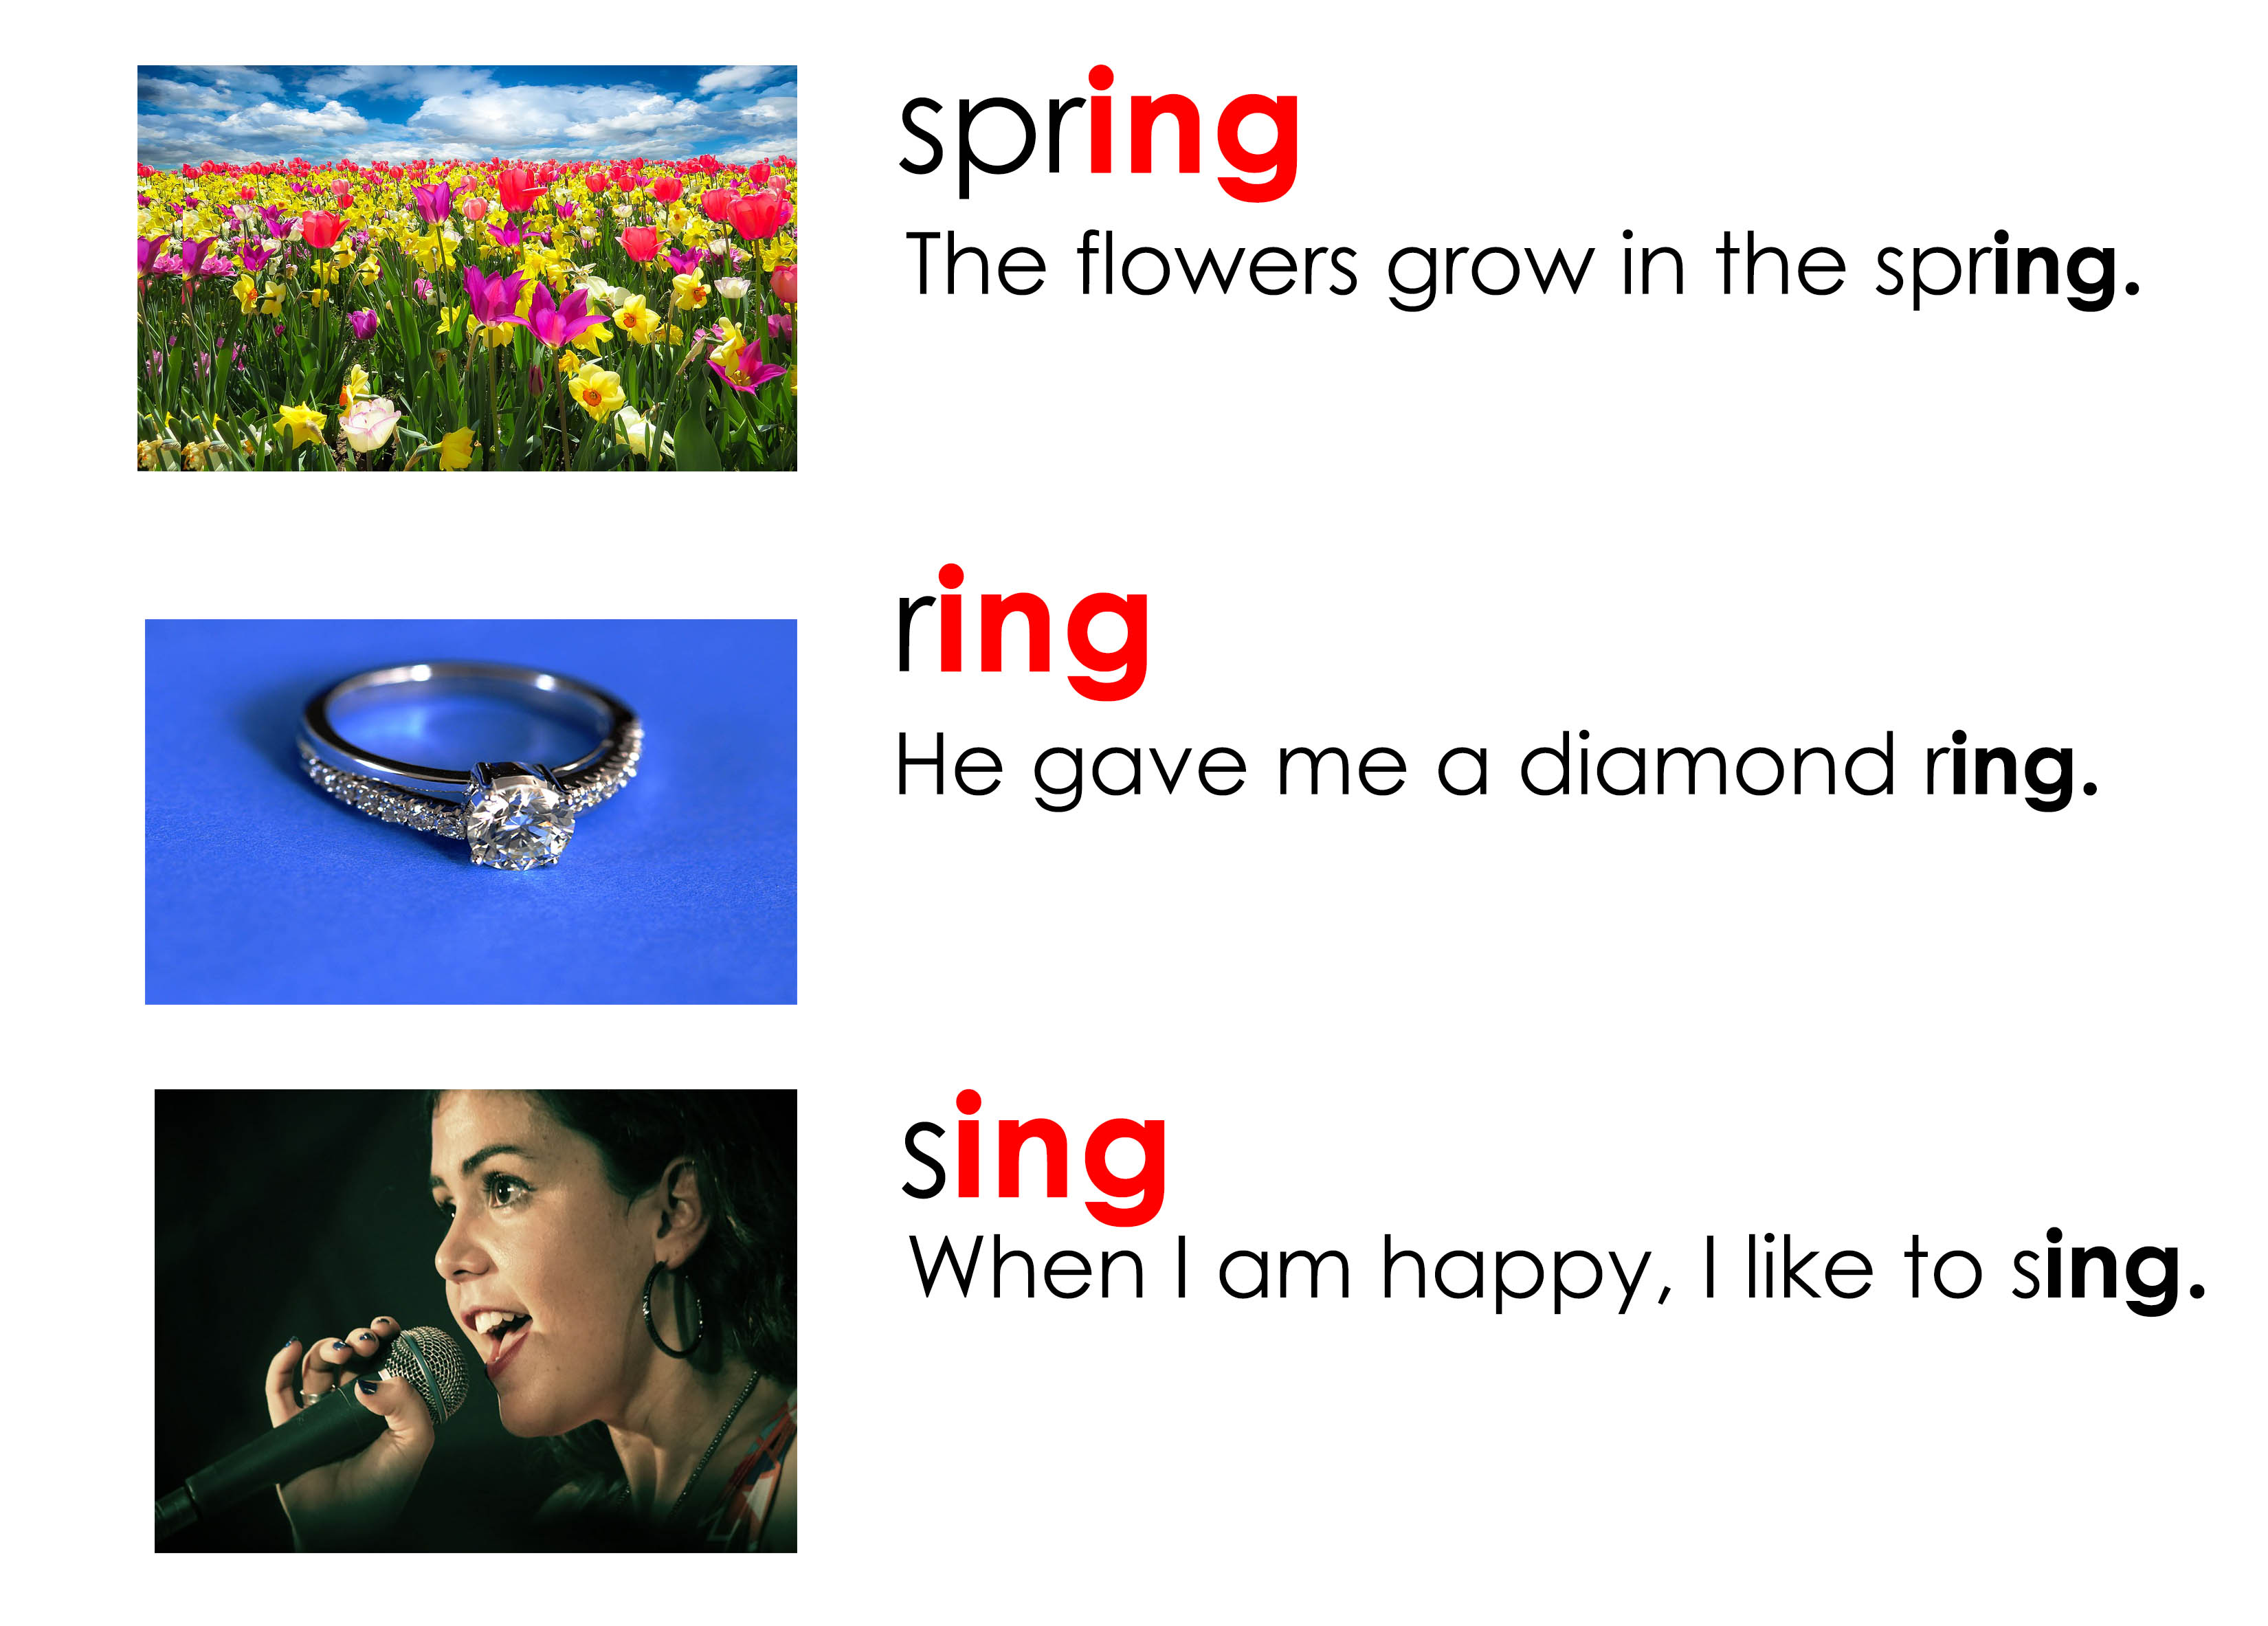 spring
The flowers grow in the spring.
ring
He gave me a diamond ring.
sing
When I am happy, I like to sing.